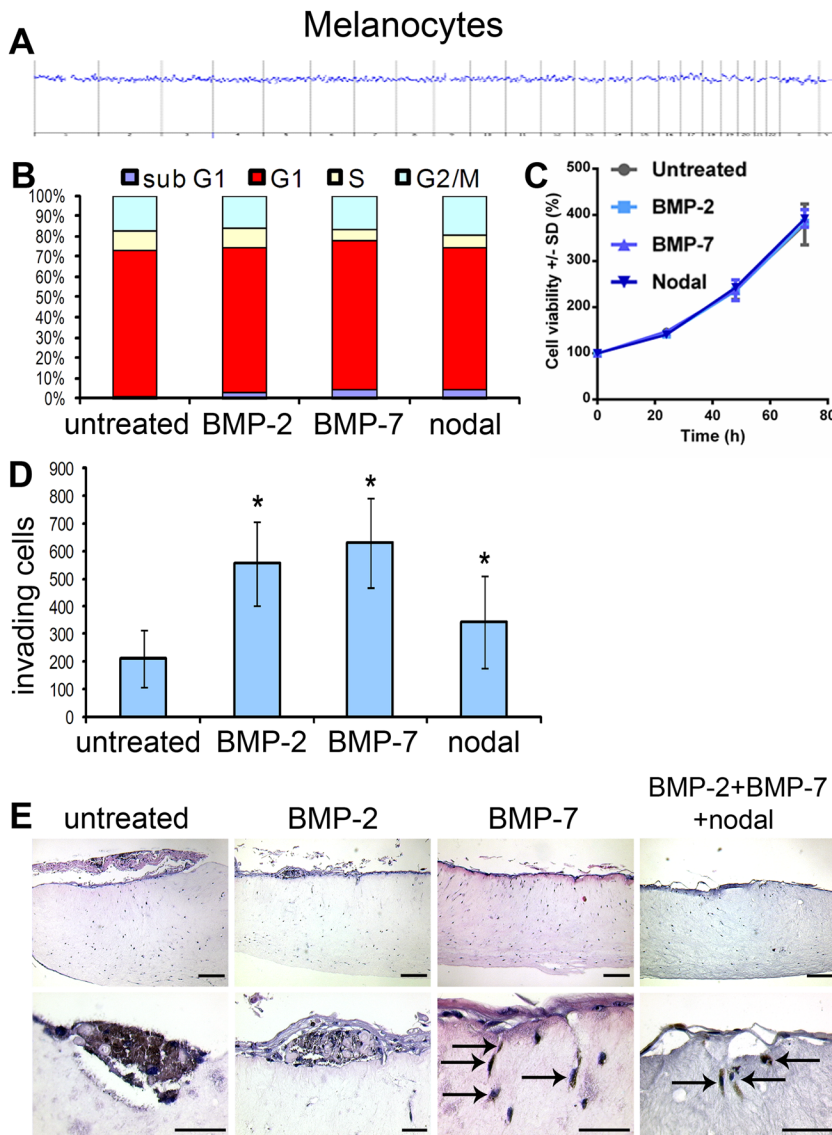 Melanocytes
A
B
sub G1 G1 S G2/M
100%
90%
80%
70%
60%
50%
40%
30%
20%
10%
0%
untreated BMP-2 BMP-7 nodal
C
Untreated
BMP-2
BMP-7
Nodal
Cell viability +/- SD (%)
500
400
300
200
100
0
0 20 40 60 80
Time (h)
D
invading cells
900
800
700
600
500
400
300
200
100
0
* * *
untreated BMP-2 BMP-7 nodal
E
untreated BMP-2 BMP-7 BMP-2+BMP-7
+nodal